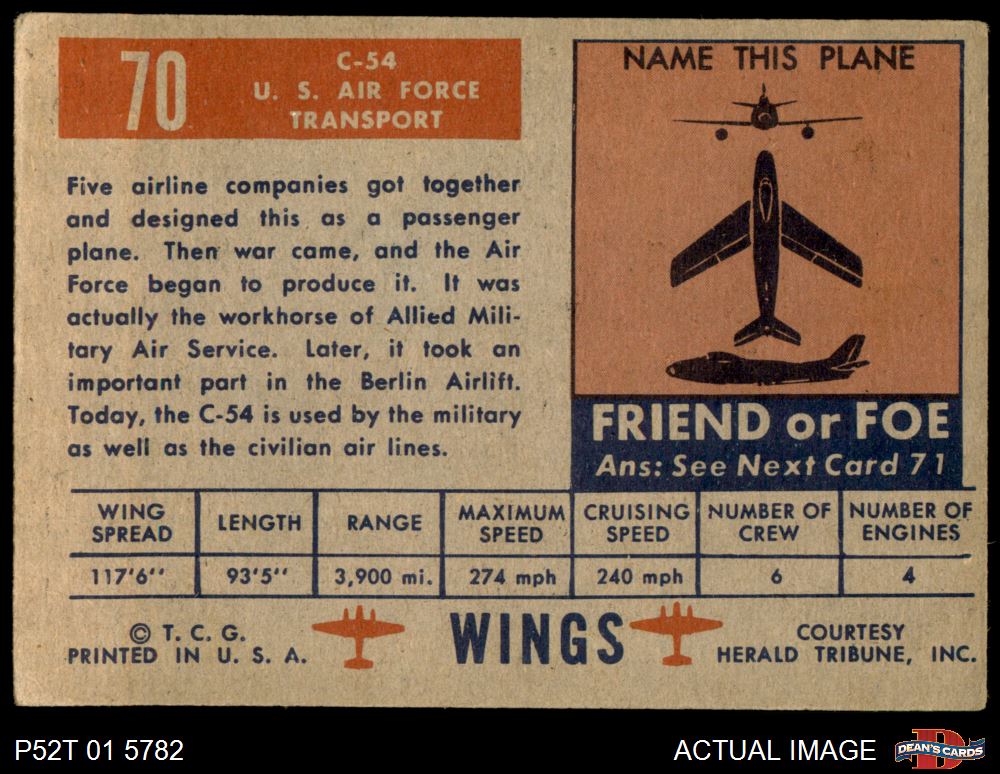 70
C-54
U. S. AIR FORCE
TRANSPORT
Five airline companies got together
and designed this as a passenger
plane. Then war came, and the Air
Force began to produce it. It was
actually the workhorse of Allied Mili-
tary Air Service. Later, it took an
important part in the Berlin Airlift.
Today, the C-54 is used by the military
as well as the civilian air lines.
NAME THIS PLANE
FRIEND or FOE
Ans: See Next Card 71
WING SPREAD
LENGTH
RANGE
MAXIMUM SPEED
CRUISING SPEED
NUMBER OF CREW
NUMBER OF ENGINES
117'6''
93'5''
3,900 mi.
274 mph
240 mph
6
4
© T. C. G.
PRINTED IN U. S. A.
WINGS
COURTESY
HERALD TRIBUNE, INC.
P52T 01 5782
ACTUAL IMAGE
D
DEAN'S CARDS